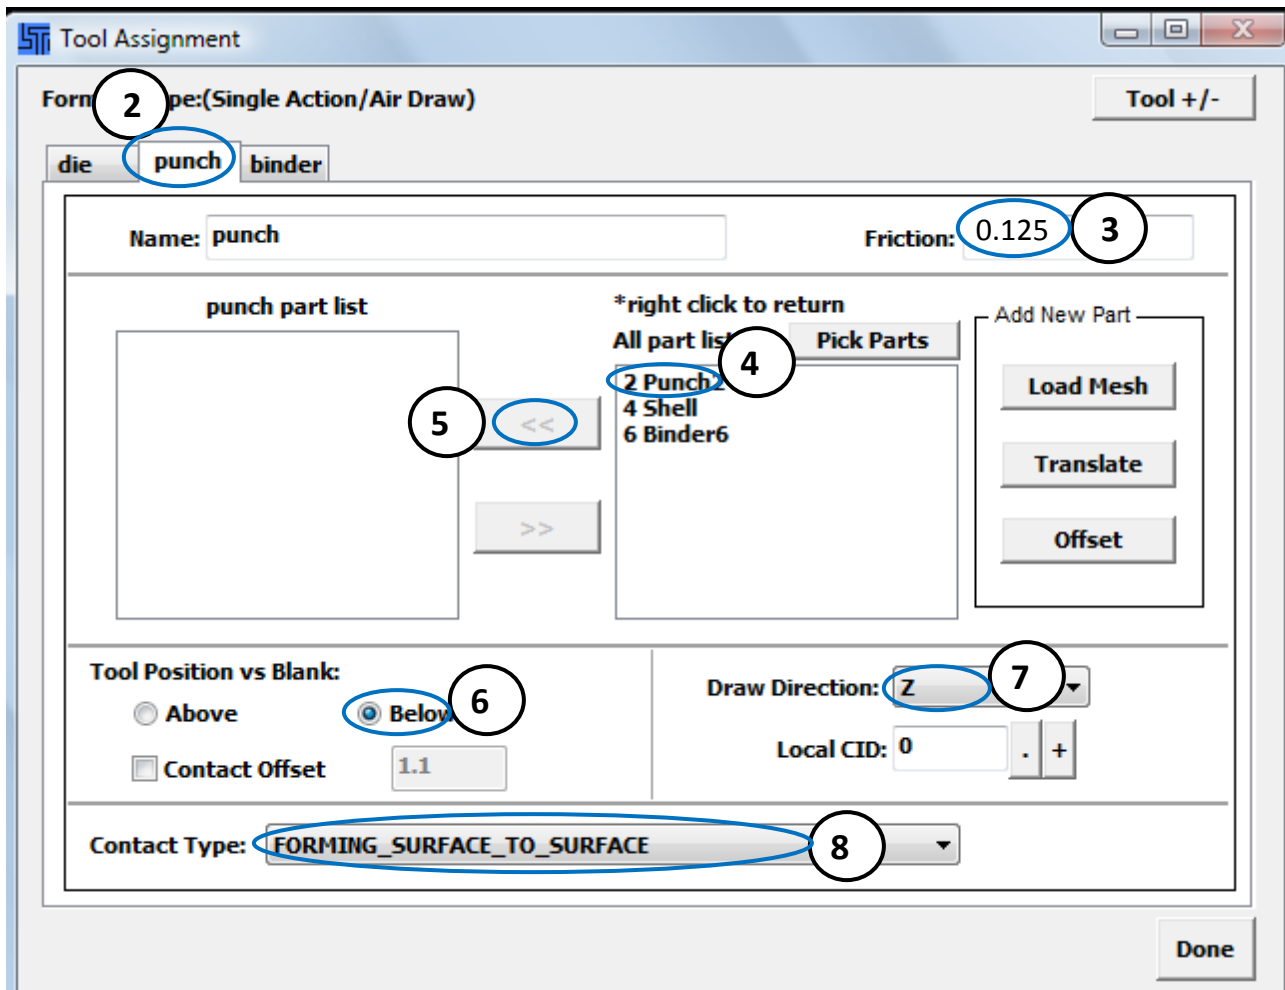 Tool Assignment
Form 2 pe:(Single Action/Air Draw)
Tool +/-
die punch binder
Name: punch
Friction: 0.125 3
punch part list
*right click to return
All part list
Pick Parts
4
2 Punch2
4 Shell
6 Binder6
5 <<
>>
Add New Part
Load Mesh
Translate
Offset
Tool Position vs Blank:
Above Below 6
Contact Offset 1.1
Draw Direction: Z 7
Local CID: 0 . +
Contact Type: FORMING_SURFACE_TO_SURFACE 8
Done